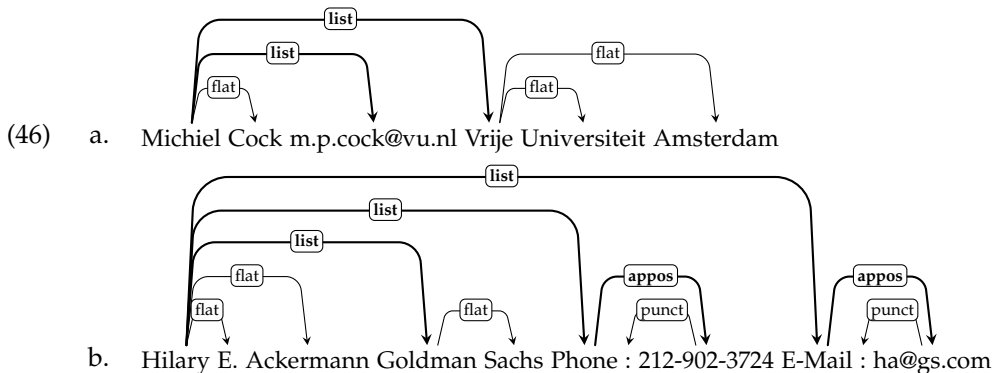 list
list
flat
flat
flat
(46) a. Michiel Cock m.p.cock@vu.nl Vrije Universiteit Amsterdam
list
list
list
flat
appos
appos
flat
flat
punct
punct
b. Hilary E. Ackermann Goldman Sachs Phone : 212-902-3724 E-Mail : ha@gs.com